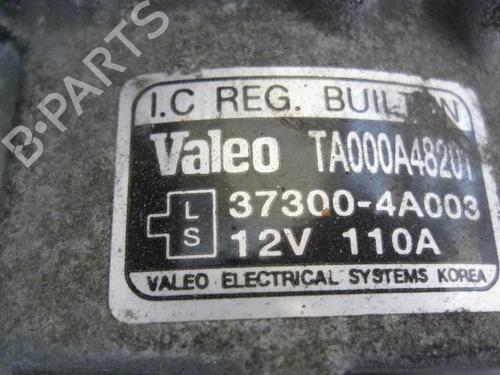 B-PARTS
I.C REG. BUILT-IN
Valeo TA000A48201
L 37300-4A003
S 12V 110A
VALEO ELECTRICAL SYSTEMS KOREA